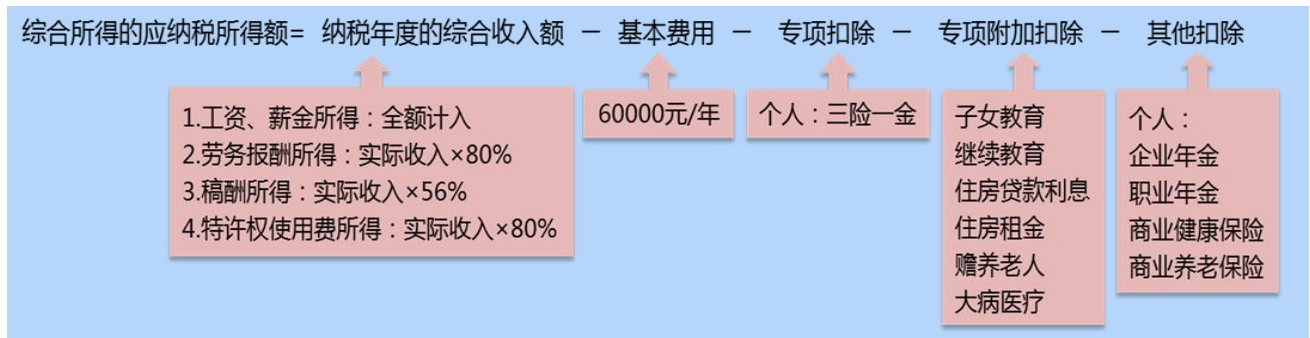 综合所得的应纳税所得额= 纳税年度的综合收入额 － 基本费用 － 专项扣除 － 专项附加扣除 － 其他扣除
1.工资、薪金所得：全额计入
2.劳务报酬所得：实际收入×80%
3.稿酬所得：实际收入×56%
4.特许权使用费所得：实际收入×80%
60000元/年
个人：三险一金
子女教育
继续教育
住房贷款利息
住房租金
赡养老人
大病医疗
个人：
企业年金
职业年金
商业健康保险
商业养老保险